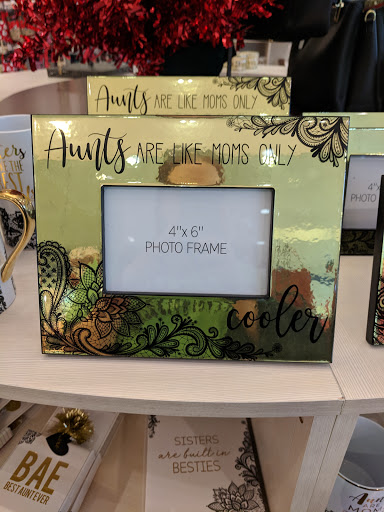 Aunts ARE LIKE MOMS ONLY
Aunts ARE LIKE MOMS ONLY
4"x 6"
PHOTO FRAME
cooler
SISTERS
are built in
BESTIES
BAE
BEST AUNT EVER